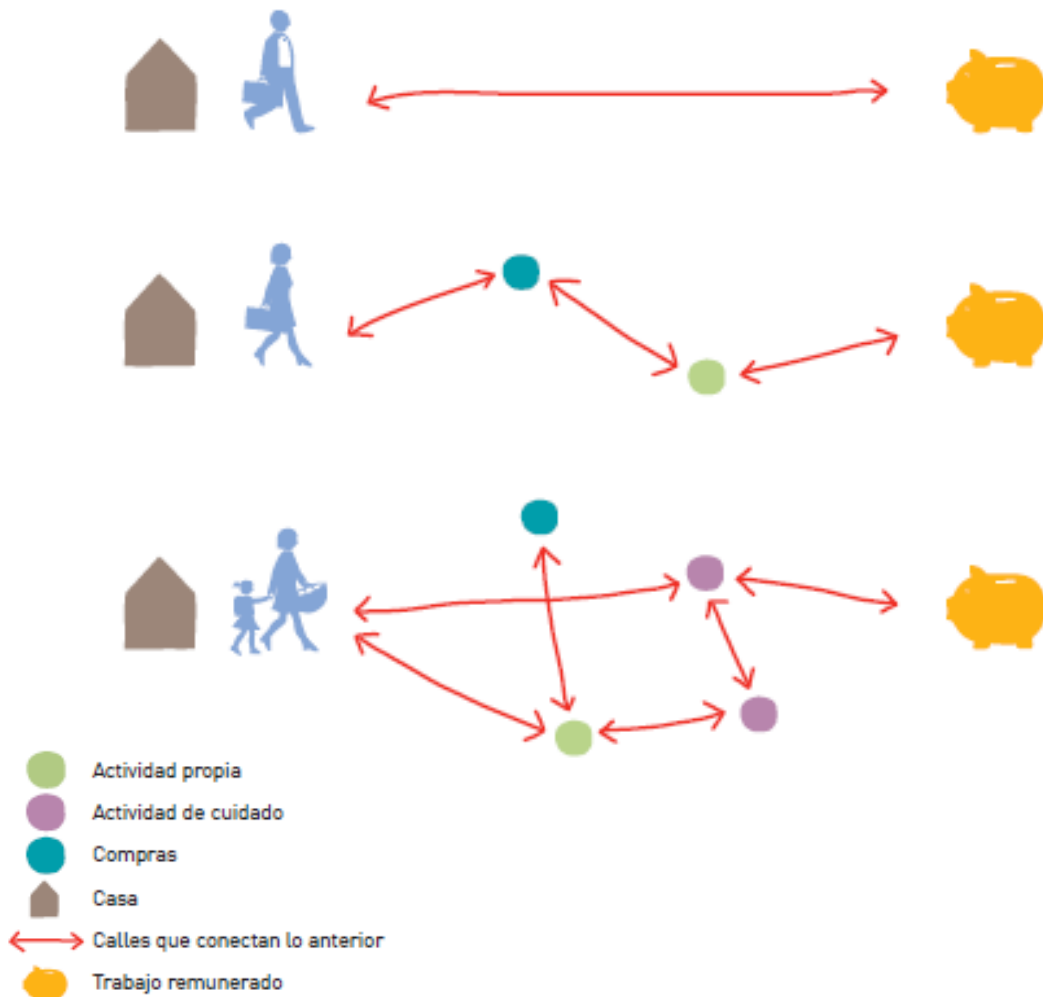 Actividad propia
Actividad de cuidado
Compras
Casa
Calles que conectan lo anterior
Trabajo remunerado